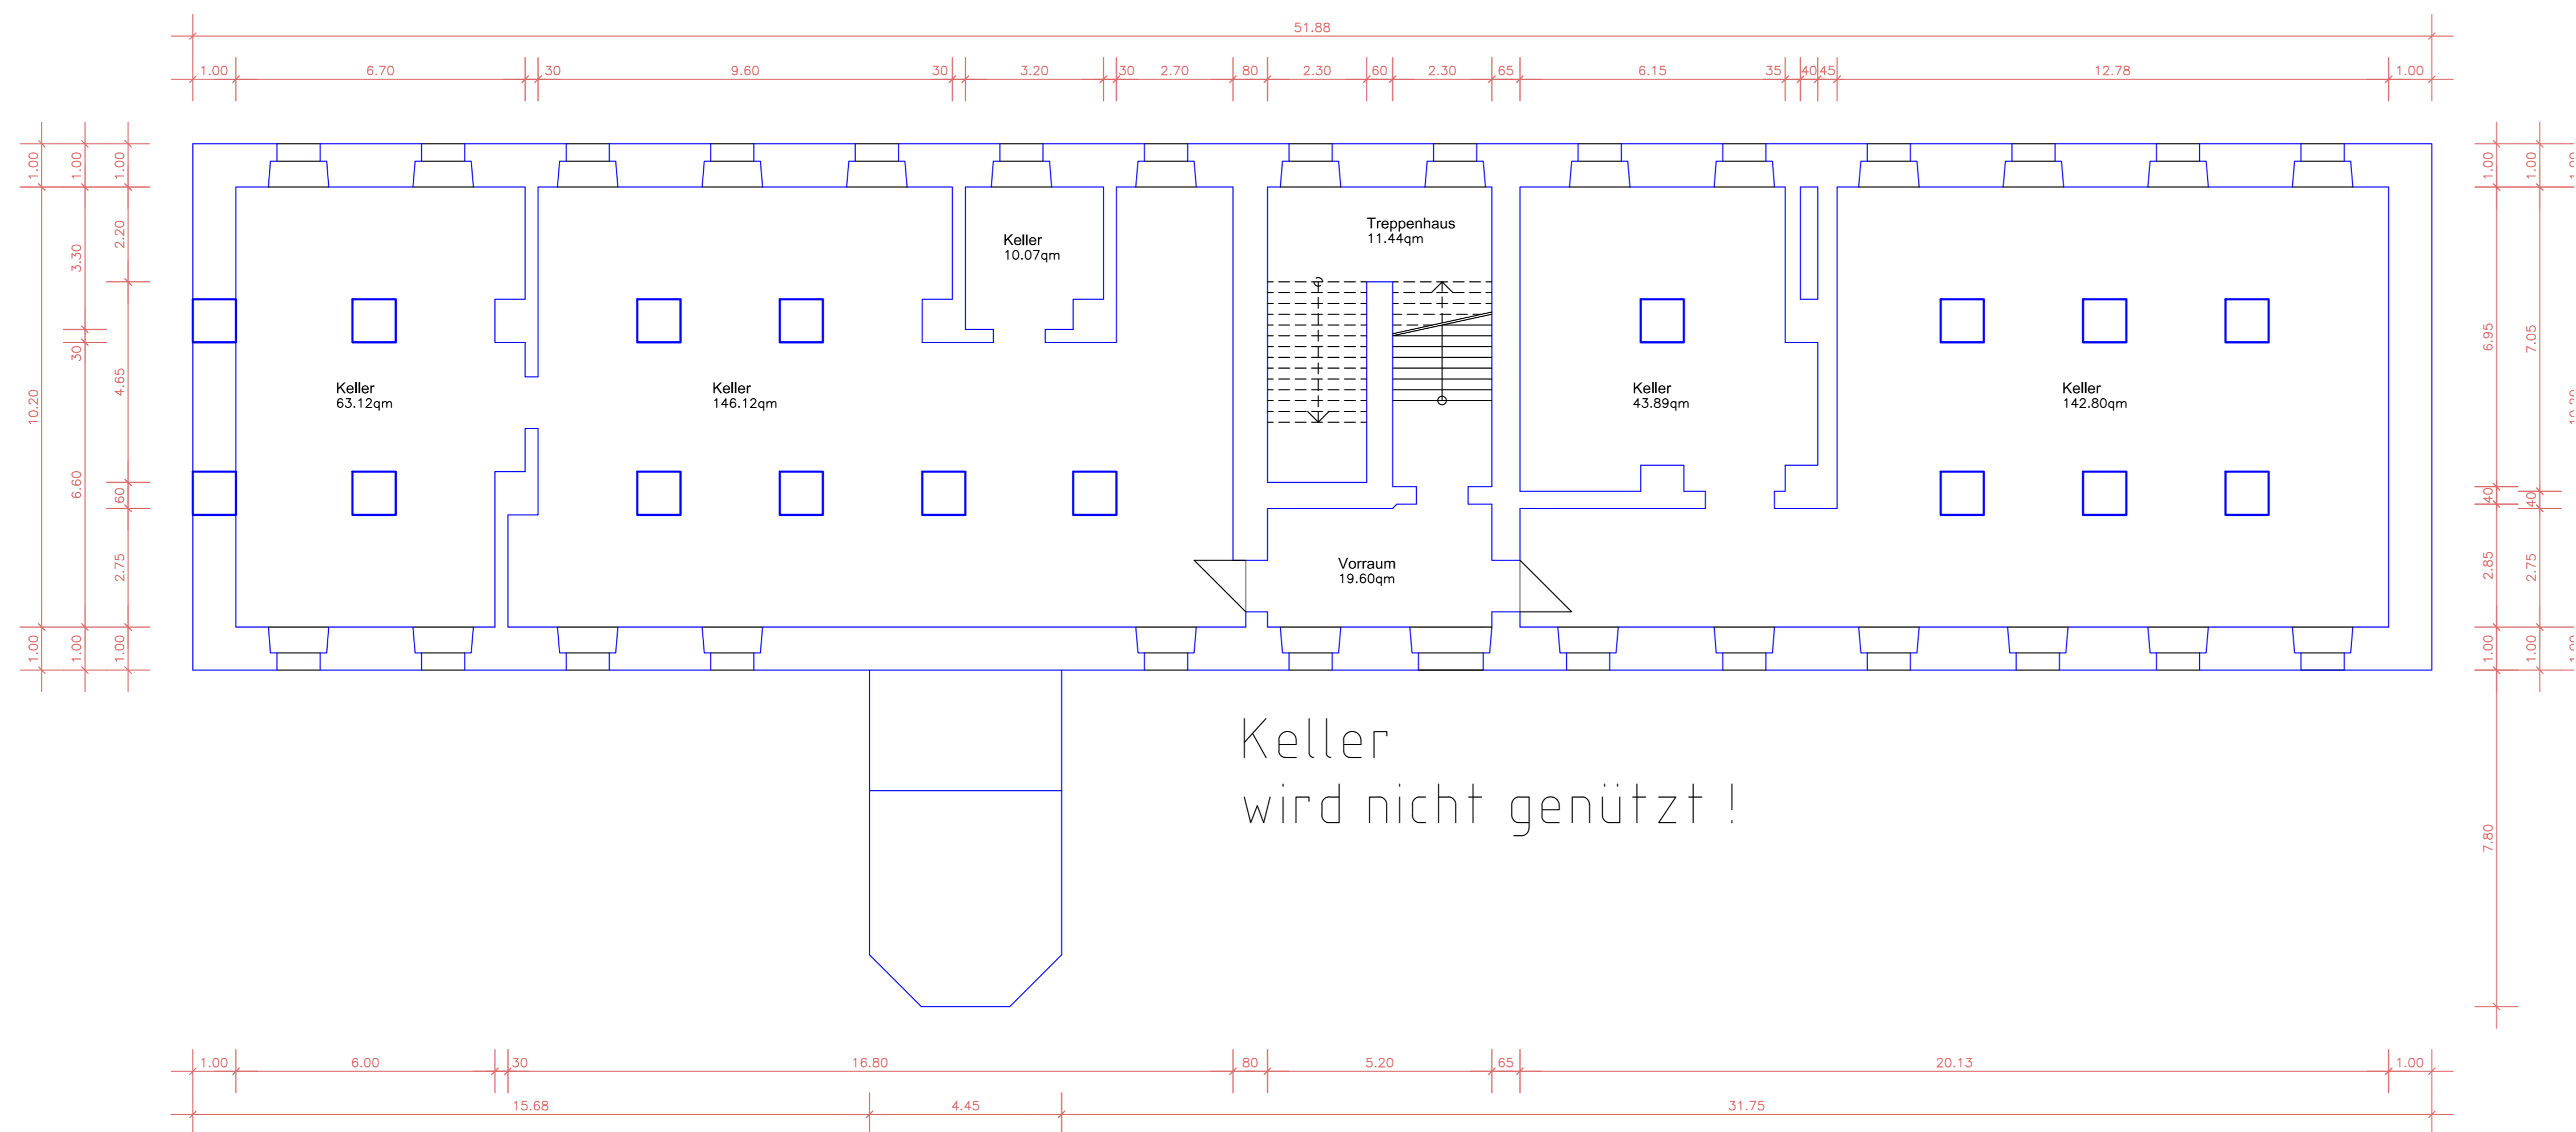 51.88
1.00 6.70 30 9.60 30 3.20 30 2.70 80 2.30 60 2.30 65 6.15 35 40 45 12.78 1.00
1.00 1.00 1.00
1.00 1.00
2.20
3.30
30
4.65
10.20
6.60
60
2.75
1.00 1.00 1.00
Keller
63.12qm
Keller
146.12qm
Keller
10.07qm
Treppenhaus
11.44qm
Vorraum
19.60qm
Keller
43.89qm
Keller
142.80qm
6.95 7.05
40 40
2.85 2.75
1.00 1.00
7.80
Keller
wird nicht genützt !
1.00 6.00 30 16.80 80 5.20 65 20.13 1.00
15.68 4.45 31.75